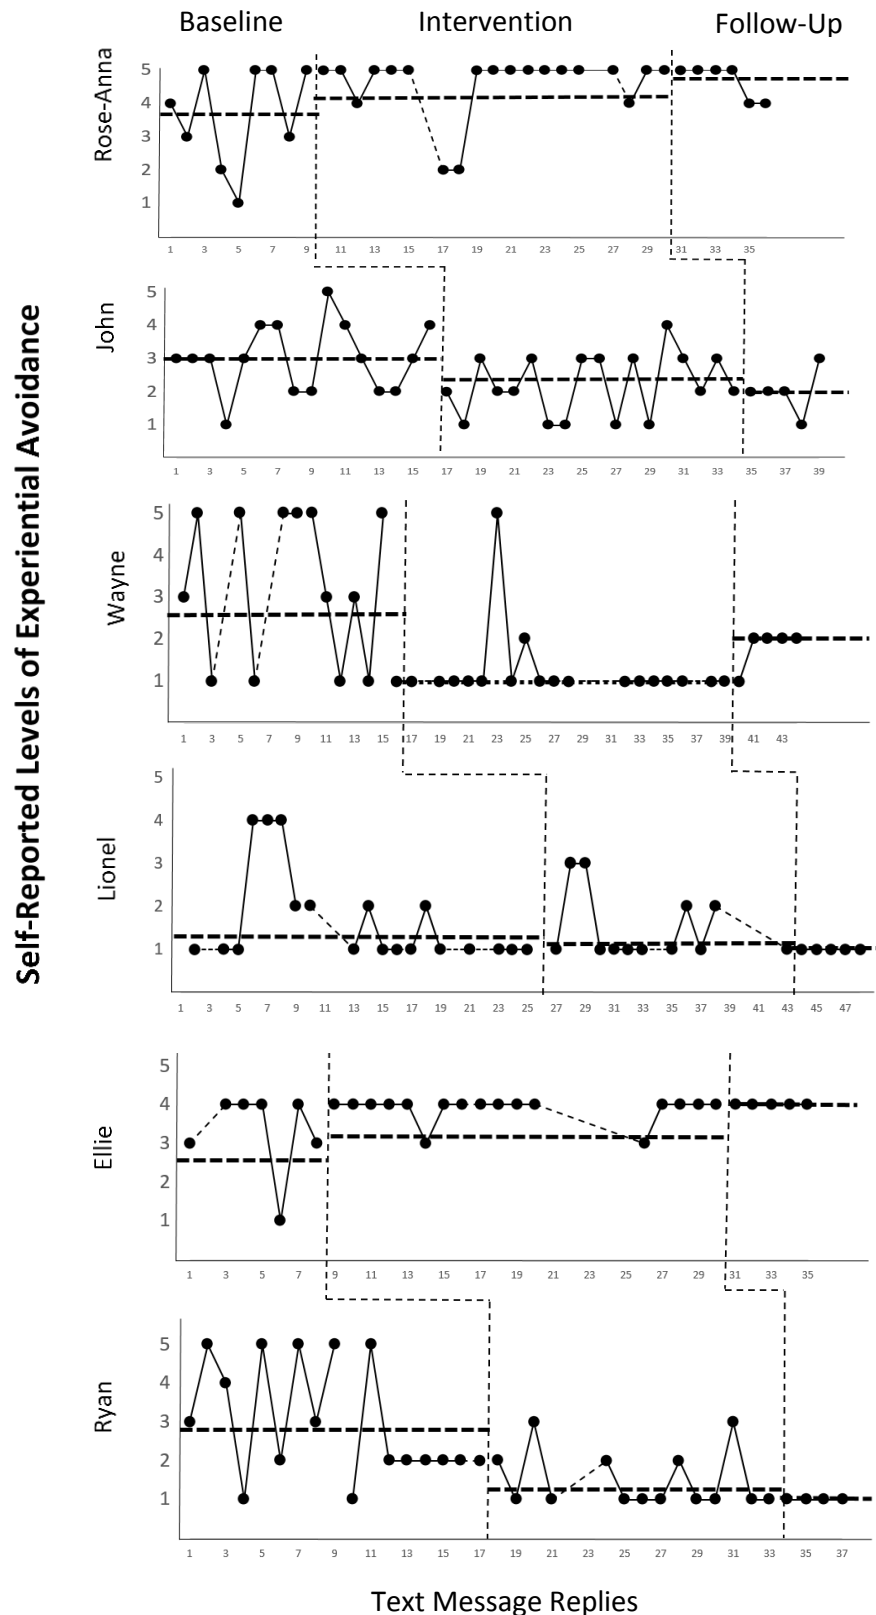 Baseline Intervention Follow-Up
Self-Reported Levels of Experiential Avoidance
Rose-Anna
5
4
3
2
1
1 3 5 7 9 11 13 15 17 19 21 23 25 27 29 31 33 35
John
5
4
3
2
1
1 3 5 7 9 11 13 15 17 19 21 23 25 27 29 31 33 35 37 39
Wayne
5
4
3
2
1
1 3 5 7 9 11 13 15 17 19 21 23 25 27 29 31 33 35 37 39 41 43
Lionel
5
4
3
2
1
1 3 5 7 9 11 13 15 17 19 21 23 25 27 29 31 33 35 37 39 41 43 45 47
Ellie
5
4
3
2
1
1 3 5 7 9 11 13 15 17 19 21 23 25 27 29 31 33 35
Ryan
5
4
3
2
1
1 3 5 7 9 11 13 15 17 19 21 23 25 27 29 31 33 35 37
Text Message Replies